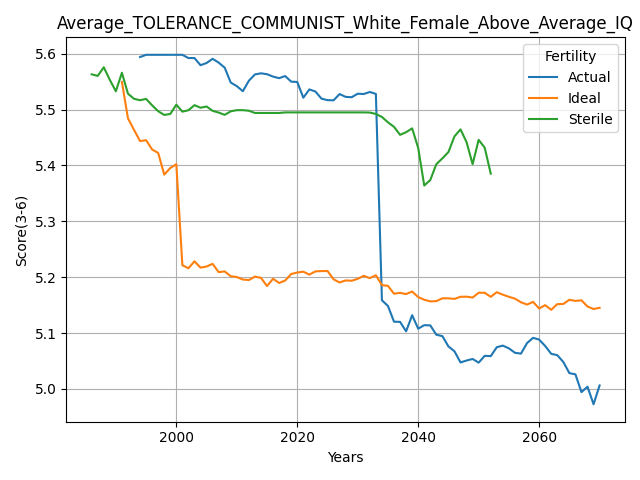 Average_TOLERANCE_COMMUNIST_White_Female_Above_Average_IQ
Fertility
Actual
Ideal
Sterile
Score(3-6)
5.6
5.5
5.4
5.3
5.2
5.1
5.0
2000
2020
2040
2060
Years